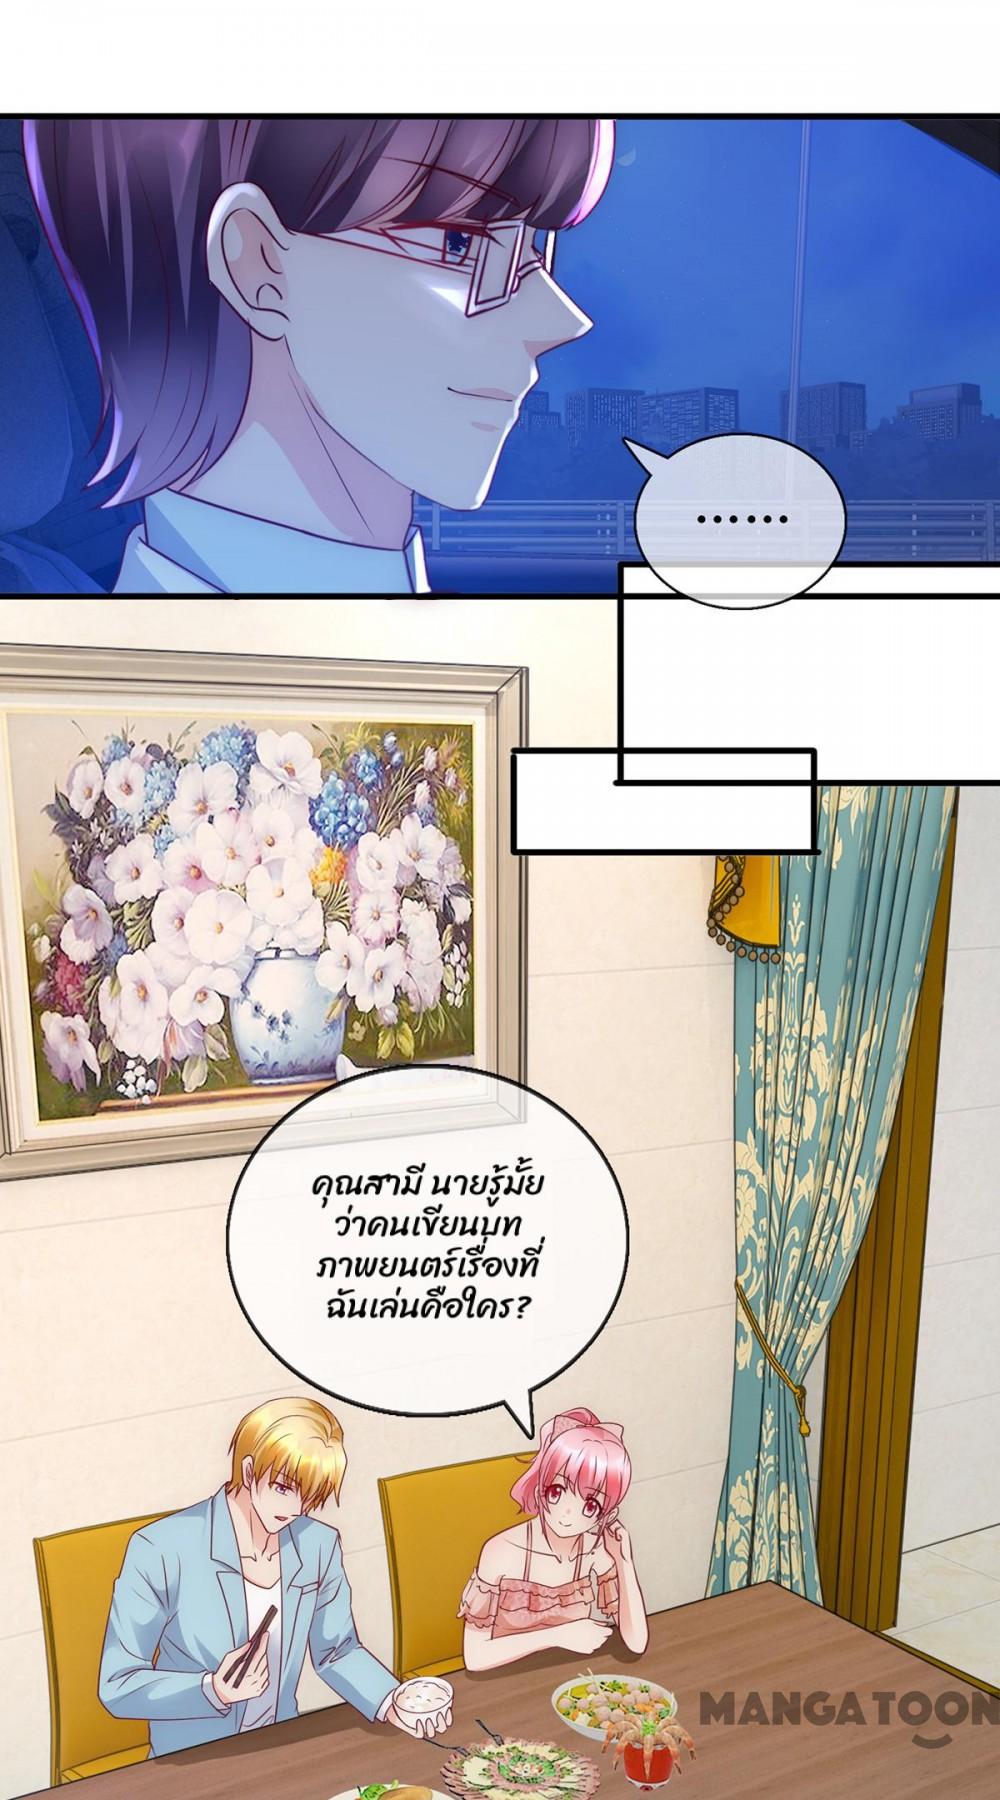 ......
คุณสามี นายรู้มั้ย
ว่าคนเขียนบท
ภาพยนตร์เรื่องที่
ฉันเล่นคือใคร?
MANGATOON